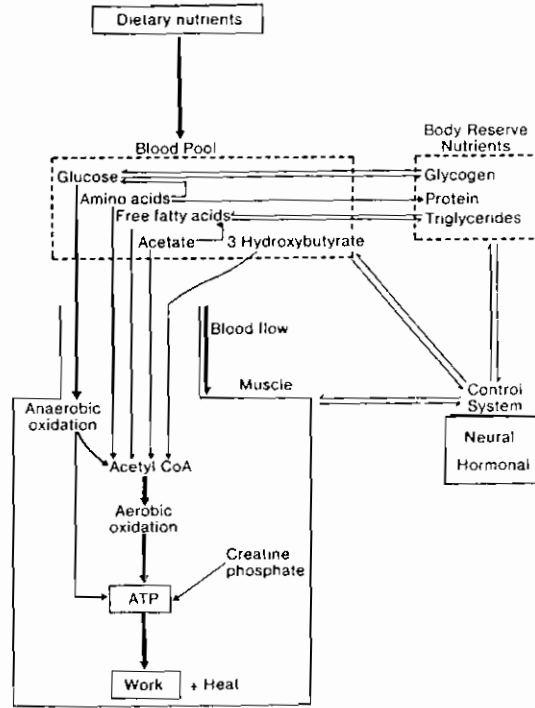 Dietary nutrients
Body Reserve
Nutrients
Blood Pool
Glucose
Glycogen
Amino acids
Protein
Free fatty acids
Triglycerides
Acetate
3 Hydroxybutyrate
Blood flow
Muscle
Control
System
Anaerobic
oxidation
Neural
Hormonal
Acetyl CoA
Aerobic
oxidation
Creatine
phosphate
ATP
Work + Heat